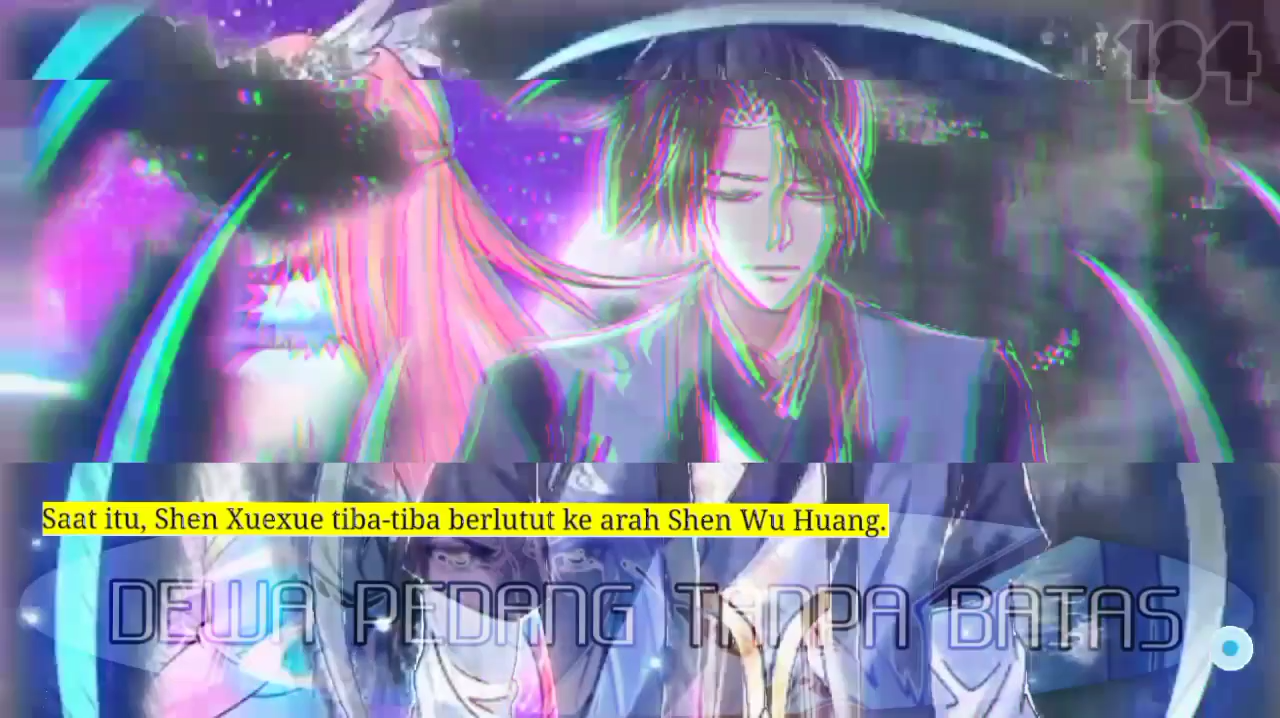 184
Saat itu, Shen Xuexue tiba-tiba berlutut ke arah Shen Wu Huang.
DEWA PEDANG TANPA BATAS